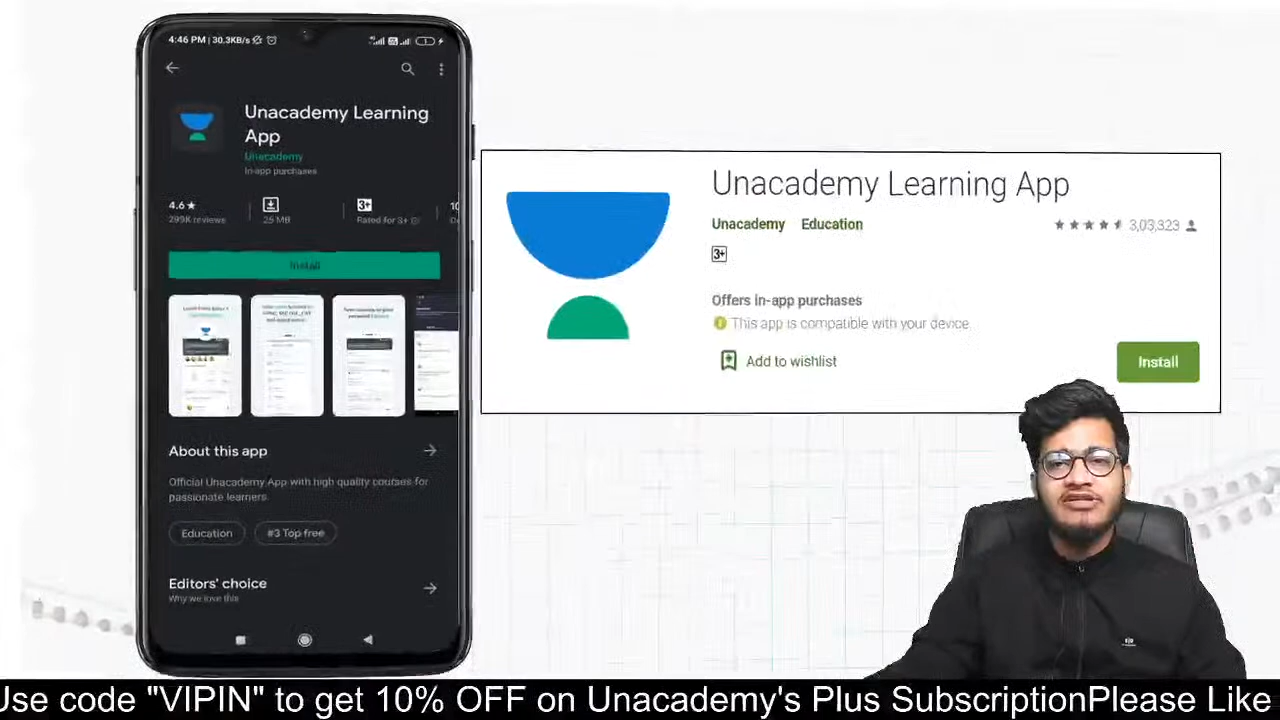 4:46 PM | 30.3KB/s
Unacademy Learning
App
Unacademy
In-app purchases
4.6 ★
299K reviews
25 MB
3+
Rated for 3+
10
Install
About this app
Official Unacademy App with high quality courses for
passionate learners.
Education
#3 Top free
Editors' choice
Why we love this
Unacademy Learning App
Unacademy Education
3,03,323
3+
Offers in-app purchases
This app is compatible with your device.
Add to wishlist
Install
Use code "VIPIN" to get 10% OFF on Unacademy's Plus SubscriptionPlease Like